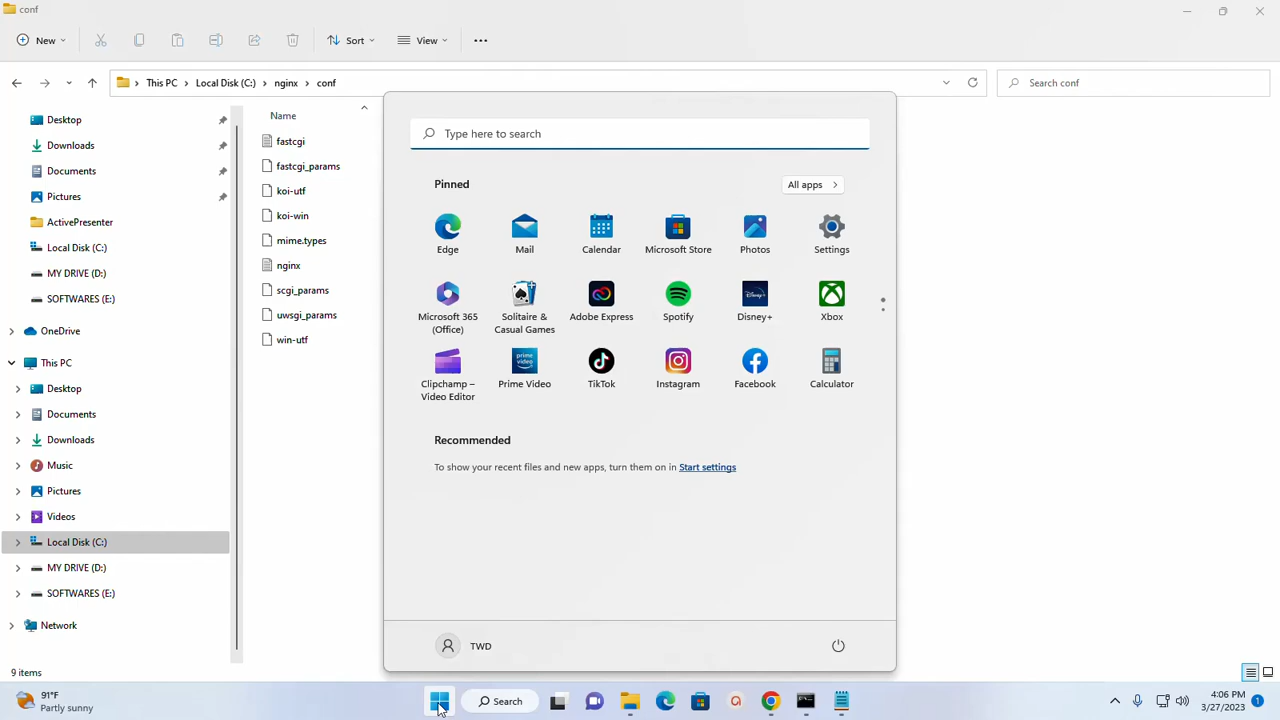 conf
New
Sort
View
This PC
Local Disk (C:)
nginx
conf
Search conf
Desktop
Downloads
Documents
Pictures
ActivePresenter
Local Disk (C:)
MY DRIVE (D:)
SOFTWARES (E:)
OneDrive
This PC
Desktop
Documents
Downloads
Music
Pictures
Videos
Local Disk (C:)
MY DRIVE (D:)
SOFTWARES (E:)
Network
9 items
Name
fastcgi
fastcgi_params
koi-utf
koi-win
mime.types
nginx
scgi_params
uwsgi_params
win-utf
Type here to search
Pinned
All apps
Edge
Mail
Calendar
Microsoft Store
Photos
Settings
Microsoft 365
(Office)
Solitaire &
Casual Games
Adobe Express
Spotify
Disney+
Xbox
Clipchamp –
Video Editor
prime video
Prime Video
TikTok
Instagram
Facebook
Calculator
Recommended
To show your recent files and new apps, turn them on in Start settings
TWD
91°F
Partly sunny
Search
4:06 PM
3/27/2023
1